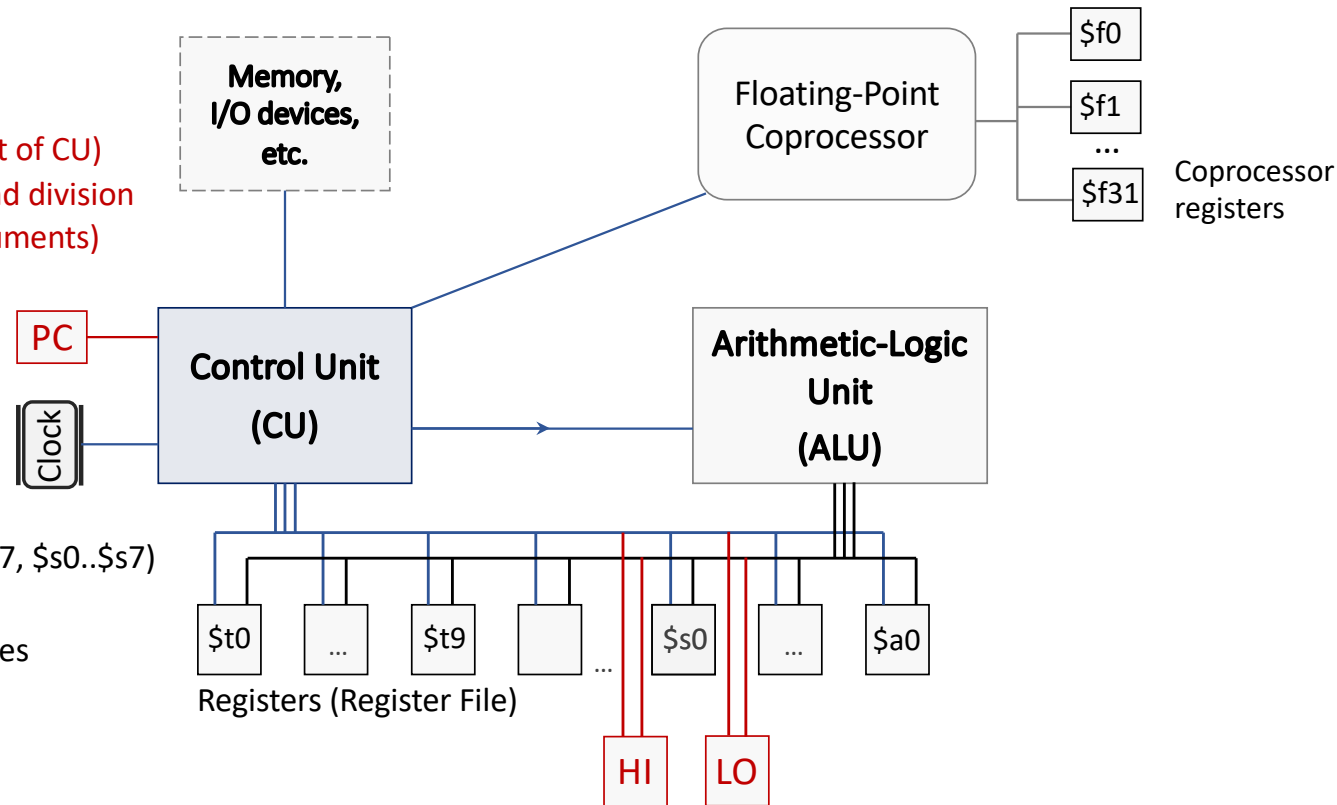 Memory,
I/O devices,
etc.
Floating-Point
Coprocessor
$f0
$f1
...
$f31
Coprocessor
registers
t of CU)
nd division
uments)
PC
Control Unit
(CU)
Arithmetic-Logic
Unit
(ALU)
Clock
7, $s0..$s7)
es
$t0
...
$t9
...
$s0
...
$a0
Registers (Register File)
HI
LO